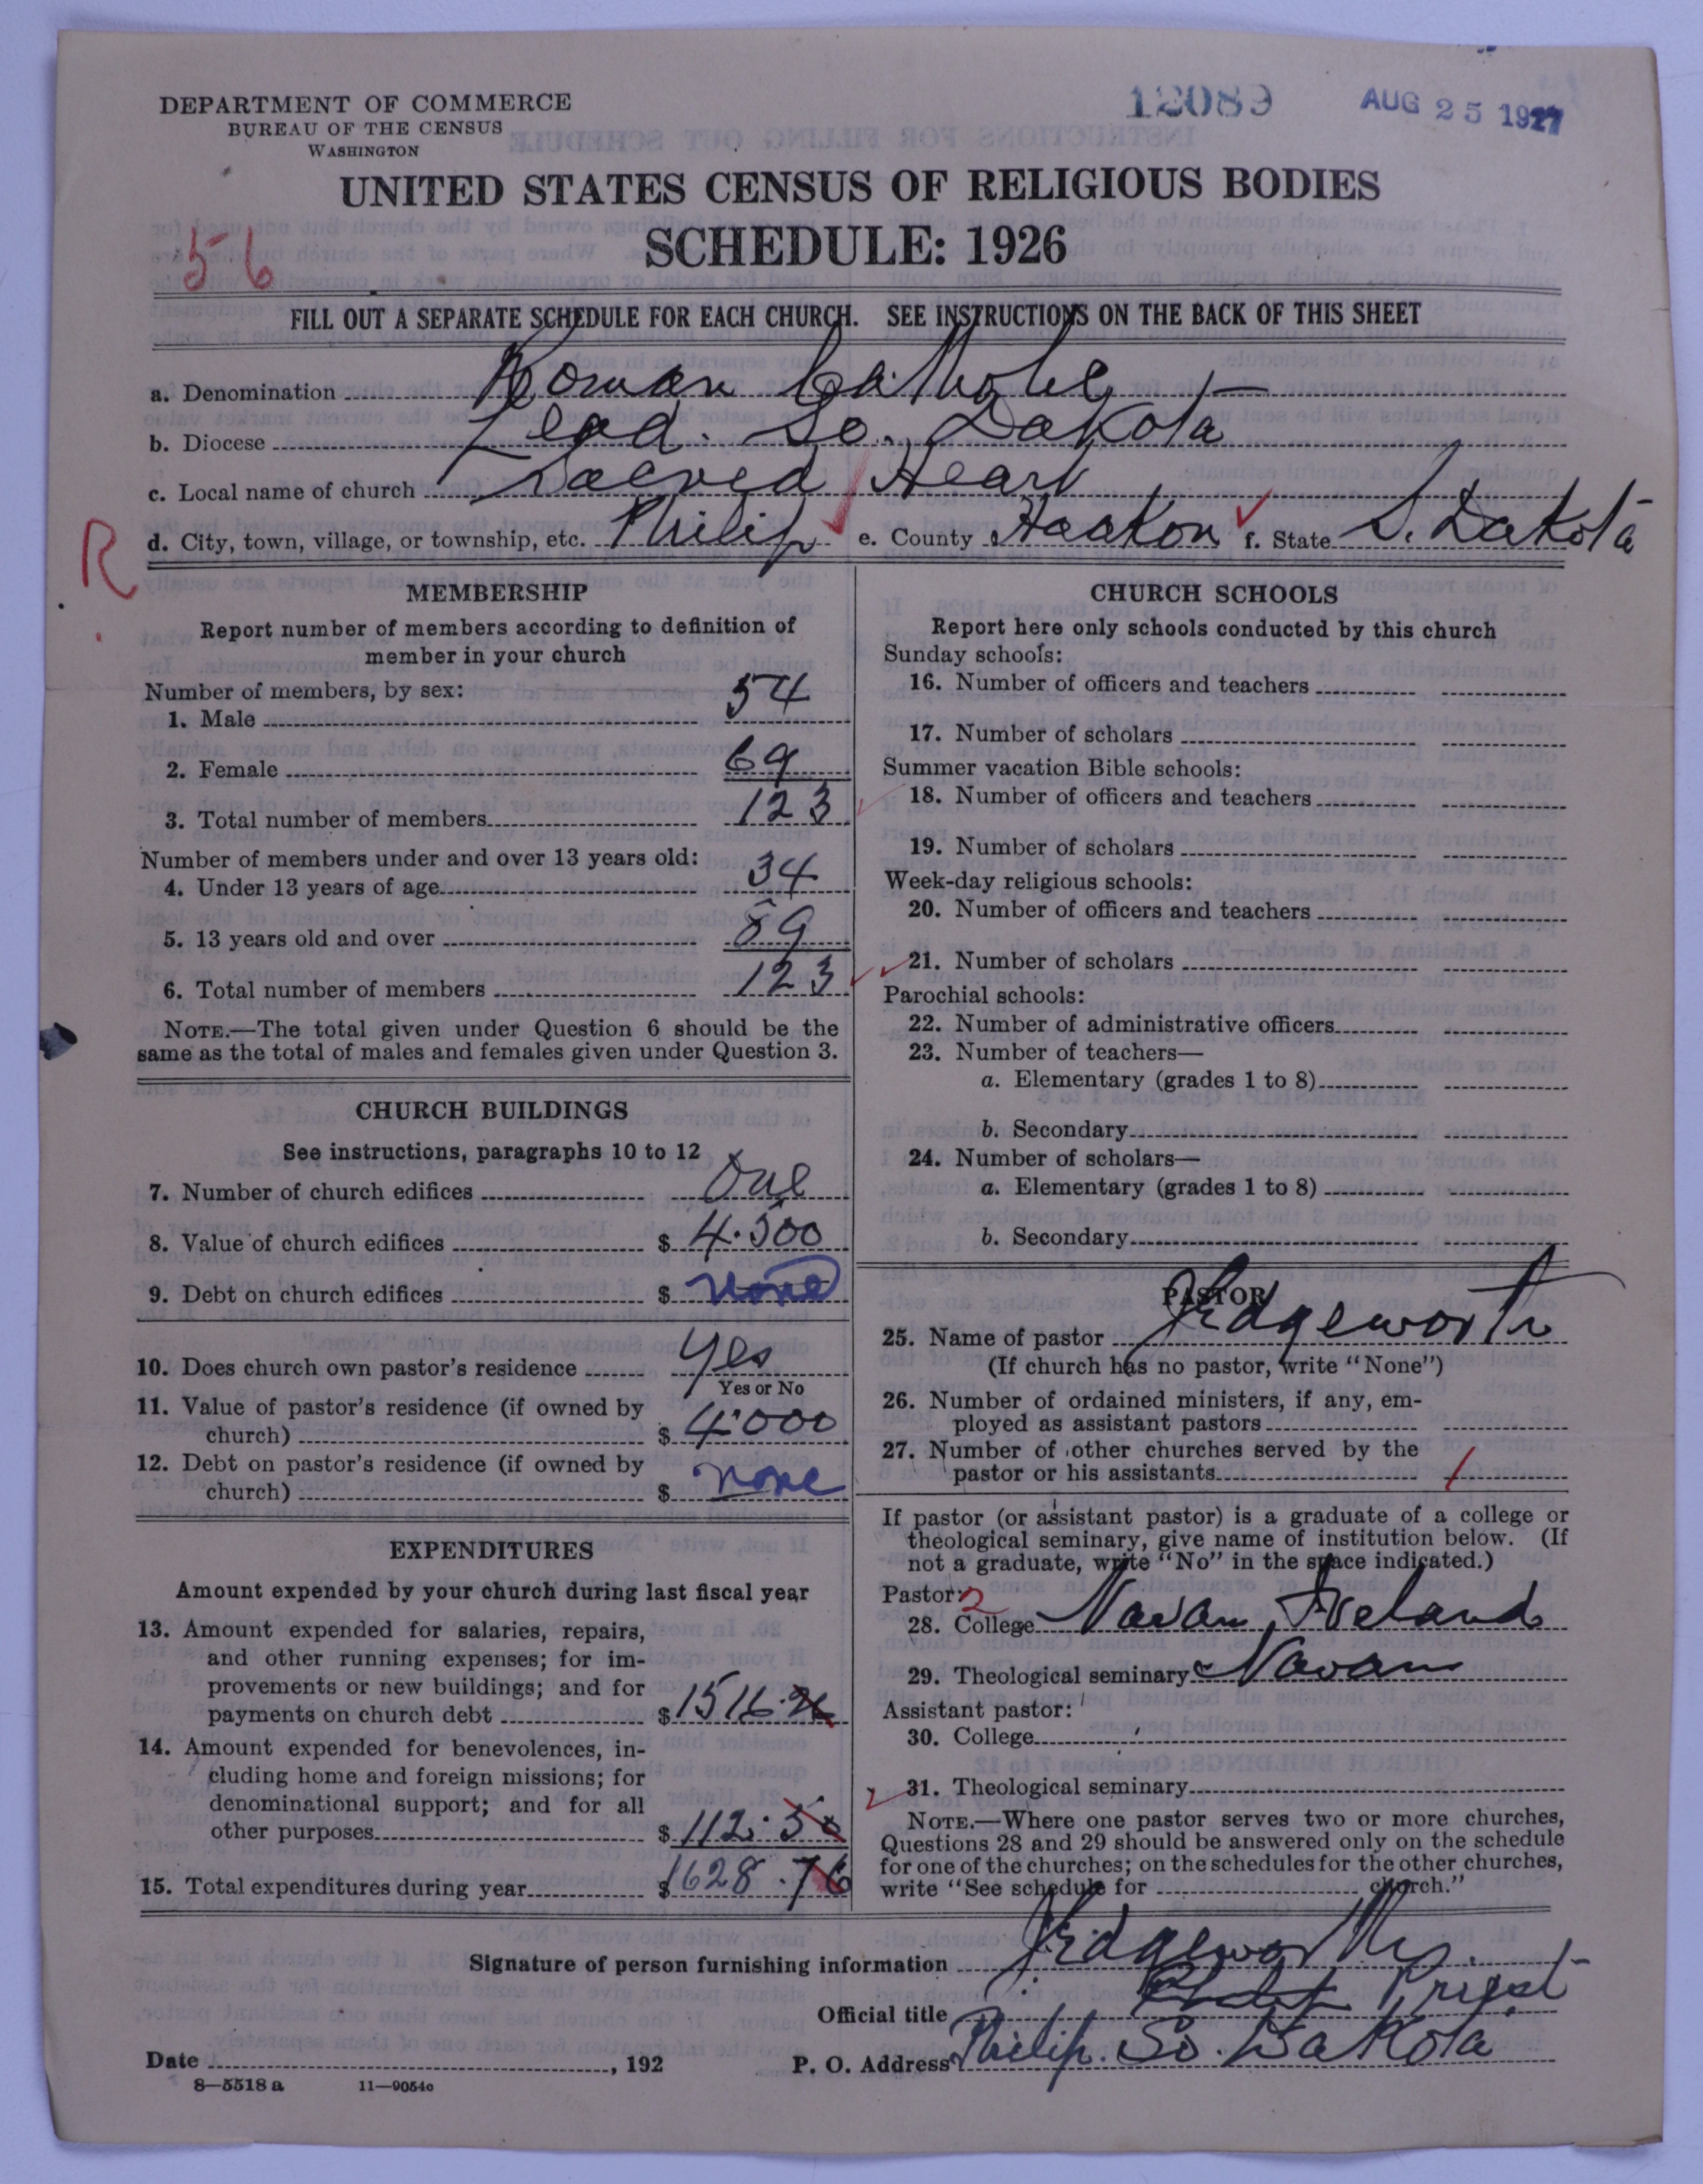 12089 AUG 25 1927
DEPARTMENT OF COMMERCE
BUREAU OF THE CENSUS
WASHINGTON
UNITED STATES CENSUS OF RELIGIOUS BODIES
SCHEDULE: 1926
56
FILL OUT A SEPARATE SCHEDULE FOR EACH CHURCH. SEE INSTRUCTIONS ON THE BACK OF THIS SHEET
a. Denomination Roman Catholic
b. Diocese Lead. So. Dakota
c. Local name of church Sacred Heart
R
d. City, town, village, or township, etc. Philip e. County Haakon f. State S. Dakota
MEMBERSHIP
Report number of members according to definition of
member in your church
Number of members, by sex:
1. Male 54
2. Female 69
3. Total number of members 123
Number of members under and over 13 years old:
4. Under 13 years of age 34
5. 13 years old and over 89
6. Total number of members 123
NOTE.—The total given under Question 6 should be the
same as the total of males and females given under Question 3.
CHURCH BUILDINGS
See instructions, paragraphs 10 to 12
7. Number of church edifices One
8. Value of church edifices $ 4.500
9. Debt on church edifices $ none
10. Does church own pastor's residence Yes
Yes or No
11. Value of pastor's residence (if owned by
church) $ 4.000
12. Debt on pastor's residence (if owned by
church) $ none
EXPENDITURES
Amount expended by your church during last fiscal year
13. Amount expended for salaries, repairs,
and other running expenses; for im-
provements or new buildings; and for
payments on church debt $ 1516.26
14. Amount expended for benevolences, in-
cluding home and foreign missions; for
denominational support; and for all
other purposes $ 112.50
15. Total expenditures during year $ 1628.76
CHURCH SCHOOLS
Report here only schools conducted by this church
Sunday schools:
16. Number of officers and teachers
17. Number of scholars
Summer vacation Bible schools:
18. Number of officers and teachers
19. Number of scholars
Week-day religious schools:
20. Number of officers and teachers
21. Number of scholars
Parochial schools:
22. Number of administrative officers
23. Number of teachers—
a. Elementary (grades 1 to 8)
b. Secondary
24. Number of scholars—
a. Elementary (grades 1 to 8)
b. Secondary
PASTOR
25. Name of pastor J Edgeworth
(If church has no pastor, write "None")
26. Number of ordained ministers, if any, em-
ployed as assistant pastors
27. Number of other churches served by the
pastor or his assistants 1
If pastor (or assistant pastor) is a graduate of a college or
theological seminary, give name of institution below. (If
not a graduate, write "No" in the space indicated.)
Pastor: 2
28. College Navan, Ireland
29. Theological seminary Navan
Assistant pastor:
30. College
31. Theological seminary
NOTE.—Where one pastor serves two or more churches,
Questions 28 and 29 should be answered only on the schedule
for one of the churches; on the schedules for the other churches,
write "See schedule for church."
Signature of person furnishing information J Edgeworth
Official title Priest
Date , 192 P. O. Address Philip. So. Dakota
8—5518 a 11—9054c